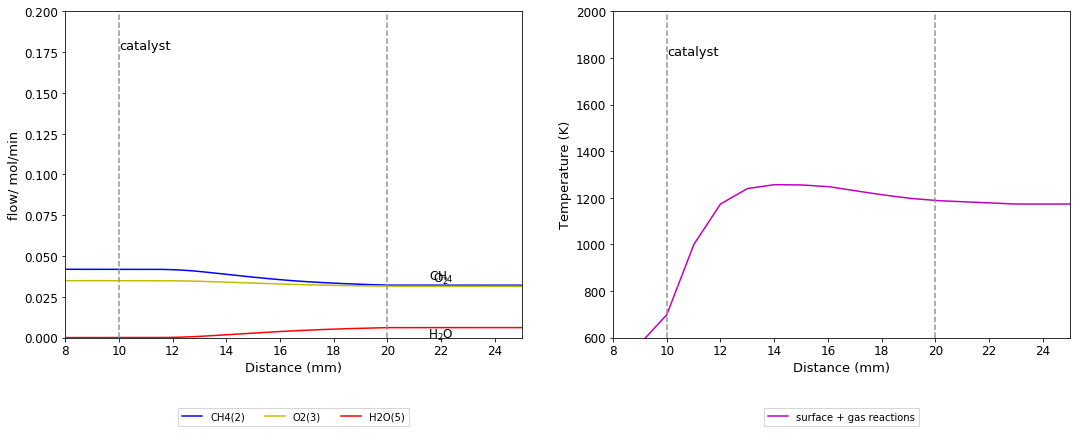 0.200
0.175
0.150
0.125
0.100
0.075
0.050
0.025
0.000
flow/ mol/min
catalyst
CH4
O2
H2O
8 10 12 14 16 18 20 22 24
Distance (mm)
CH4(2) O2(3) H2O(5)
2000
1800
1600
1400
1200
1000
800
600
Temperature (K)
catalyst
8 10 12 14 16 18 20 22 24
Distance (mm)
surface + gas reactions